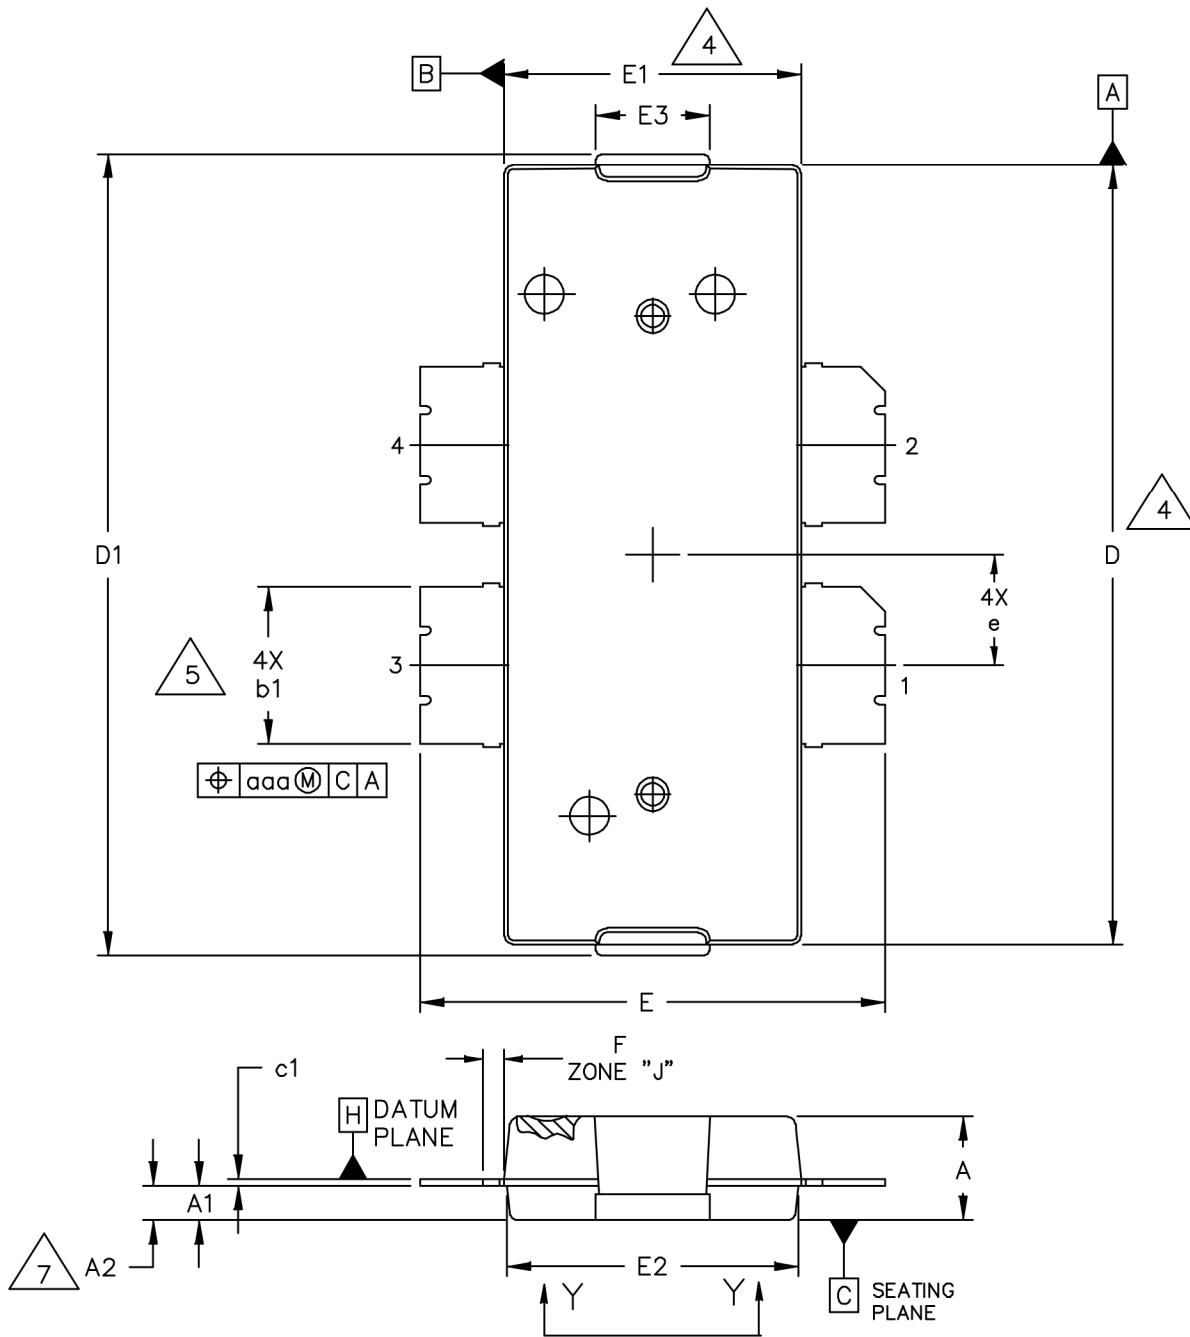 4
B
E1
E3
A
4
2
4
D1
D
4X
e
5
4X
b1
3
1
⌖ aaa Ⓜ C A
E
F
ZONE "J"
c1
H DATUM
PLANE
A
A1
7
A2
E2
Y Y
C SEATING
PLANE